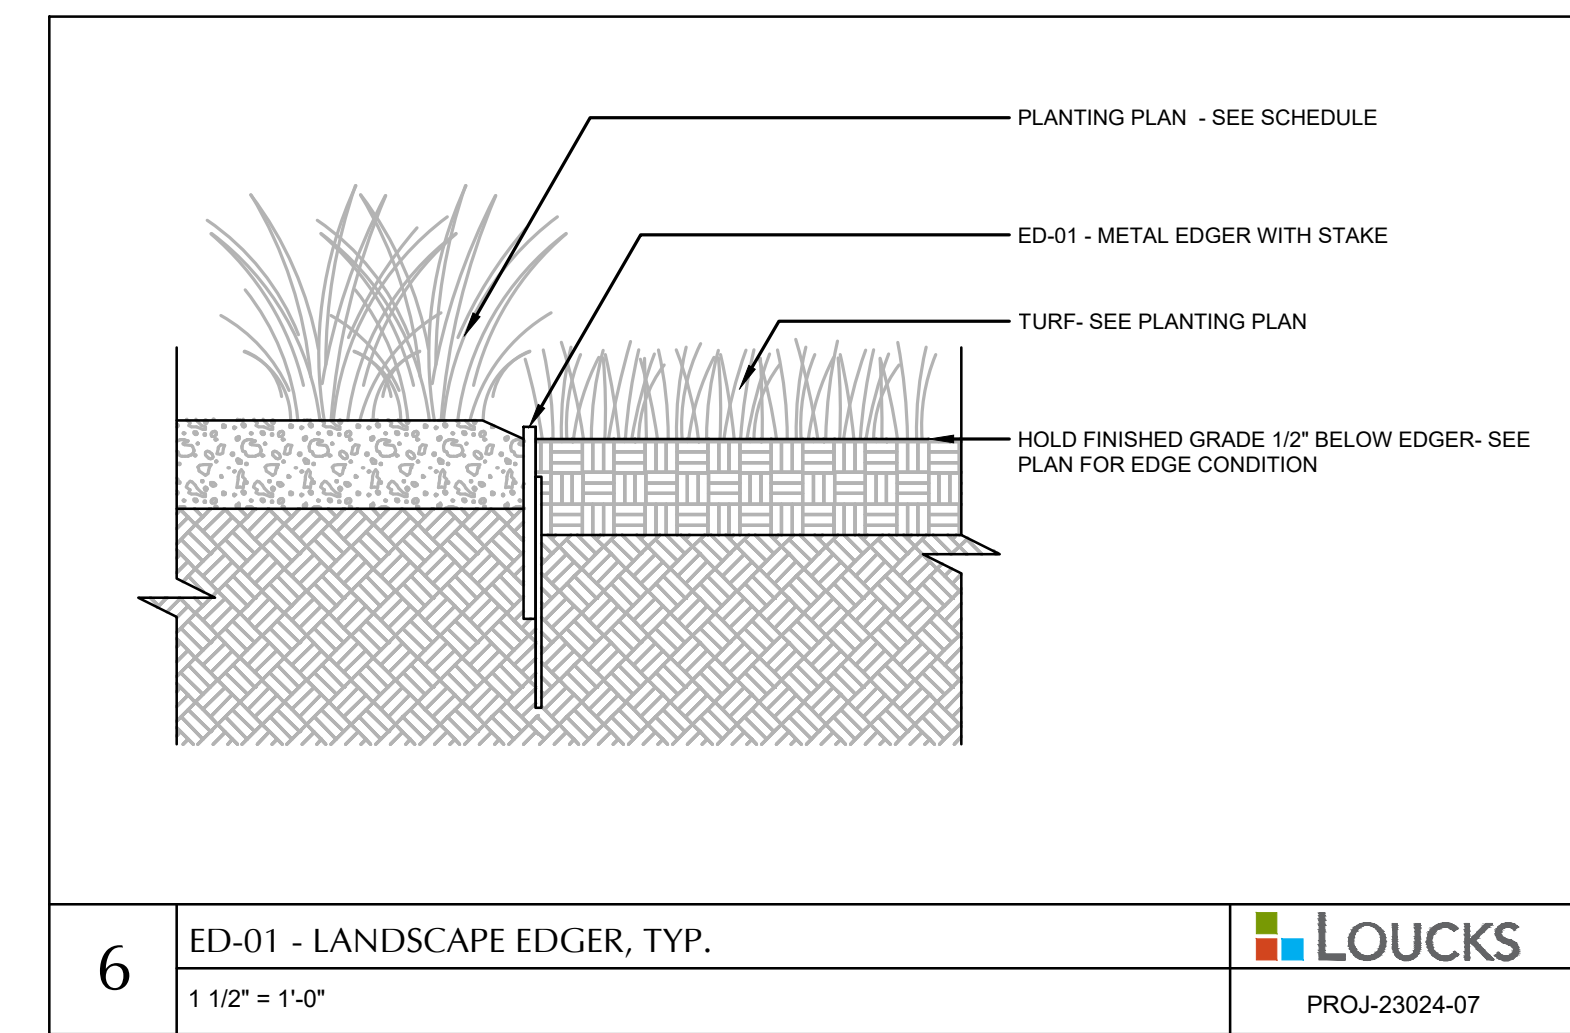 PLANTING PLAN - SEE SCHEDULE
ED-01 - METAL EDGER WITH STAKE
TURF- SEE PLANTING PLAN
HOLD FINISHED GRADE 1/2" BELOW EDGER- SEE
PLAN FOR EDGE CONDITION
6
ED-01 - LANDSCAPE EDGER, TYP.
1 1/2" = 1'-0"
LOUCKS
PROJ-23024-07